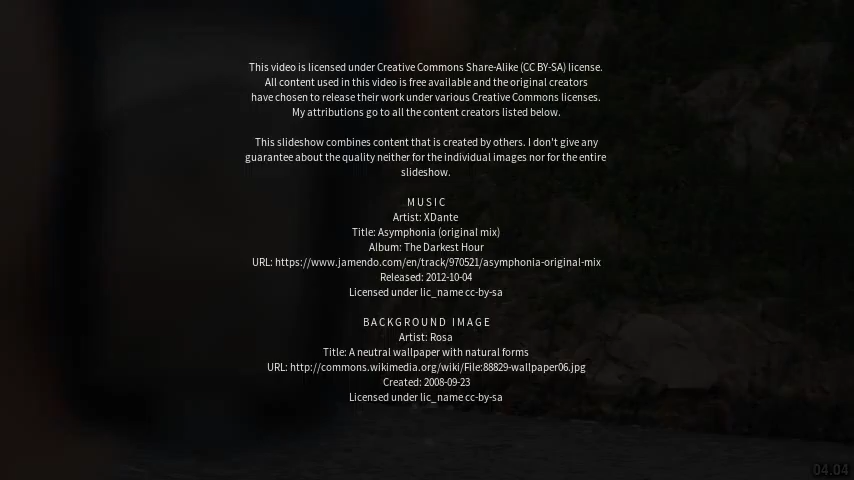 This video is licensed under Creative Commons Share-Alike (CC BY-SA) license.
All content used in this video is free available and the original creators
have chosen to release their work under various Creative Commons licenses.
My attributions go to all the content creators listed below.
This slideshow combines content that is created by others. I don't give any
guarantee about the quality neither for the individual images nor for the entire
slideshow.
MUSIC
Artist: XDante
Title: Asymphonia (original mix)
Album: The Darkest Hour
URL: https://www.jamendo.com/en/track/970521/asymphonia-original-mix
Released: 2012-10-04
Licensed under lic_name cc-by-sa
BACKGROUND IMAGE
Artist: Rosa
Title: A neutral wallpaper with natural forms
URL: http://commons.wikimedia.org/wiki/File:88829-wallpaper06.jpg
Created: 2008-09-23
Licensed under lic_name cc-by-sa
04.04